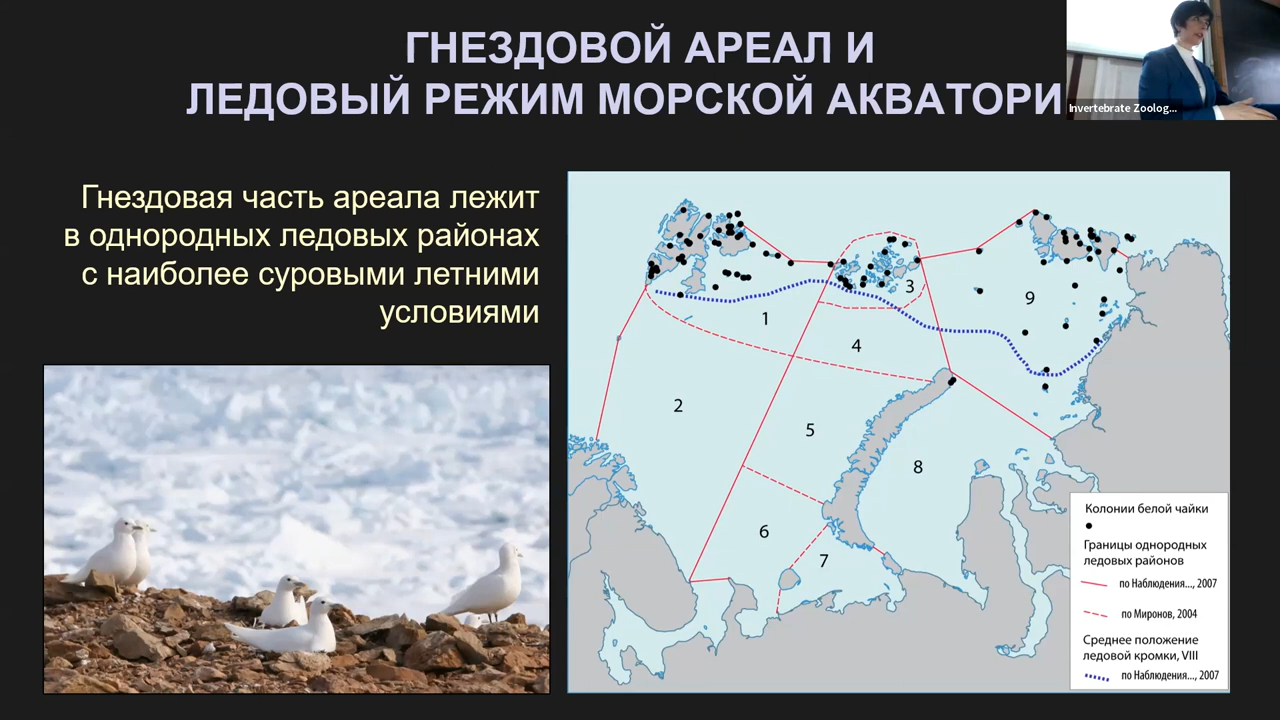 ГНЕЗДОВОЙ АРЕАЛ И
ЛЕДОВЫЙ РЕЖИМ МОРСКОЙ АКВАТОРИ
Invertebrate Zoolog...
Гнездовая часть ареала лежит
в однородных ледовых районах
с наиболее суровыми летними
условиями
1
2
3
4
5
6
7
8
9
Колонии белой чайки
Границы однородных
ледовых районов
по Наблюдения..., 2007
по Миронов, 2004
Среднее положение
ледовой кромки, VIII
по Наблюдения..., 2007